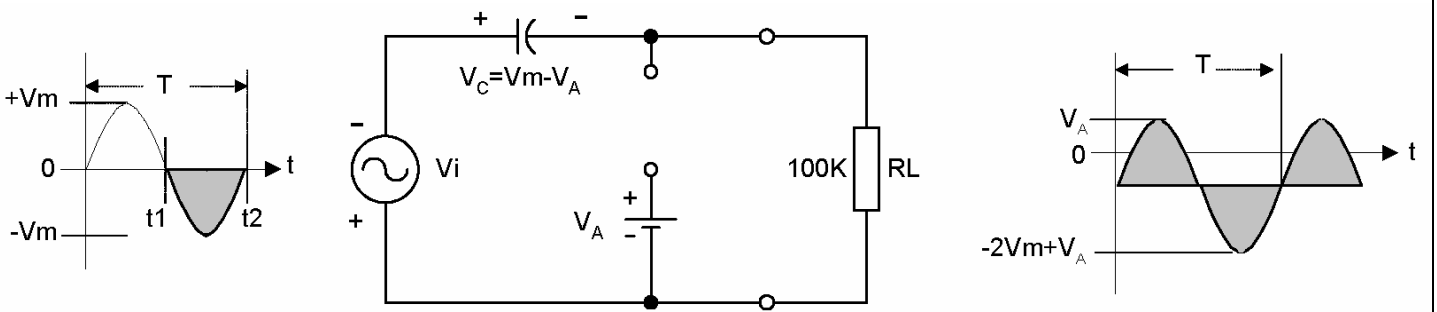 T
+Vm
0
t
t1
t2
-Vm
+
-
V_C=Vm-V_A
-
Vi
+
+
V_A
-
100K
RL
T
V_A
0
t
-2Vm+V_A